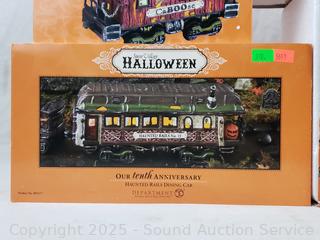 CaBOOse
Snow Village
HALLOWEEN
HAUNTED RAILS No. 13
OUR tenth ANNIVERSARY
HAUNTED RAILS DINING CAR
DEPARTMENT 56
Copyright © 2025 - Sound Auction Service